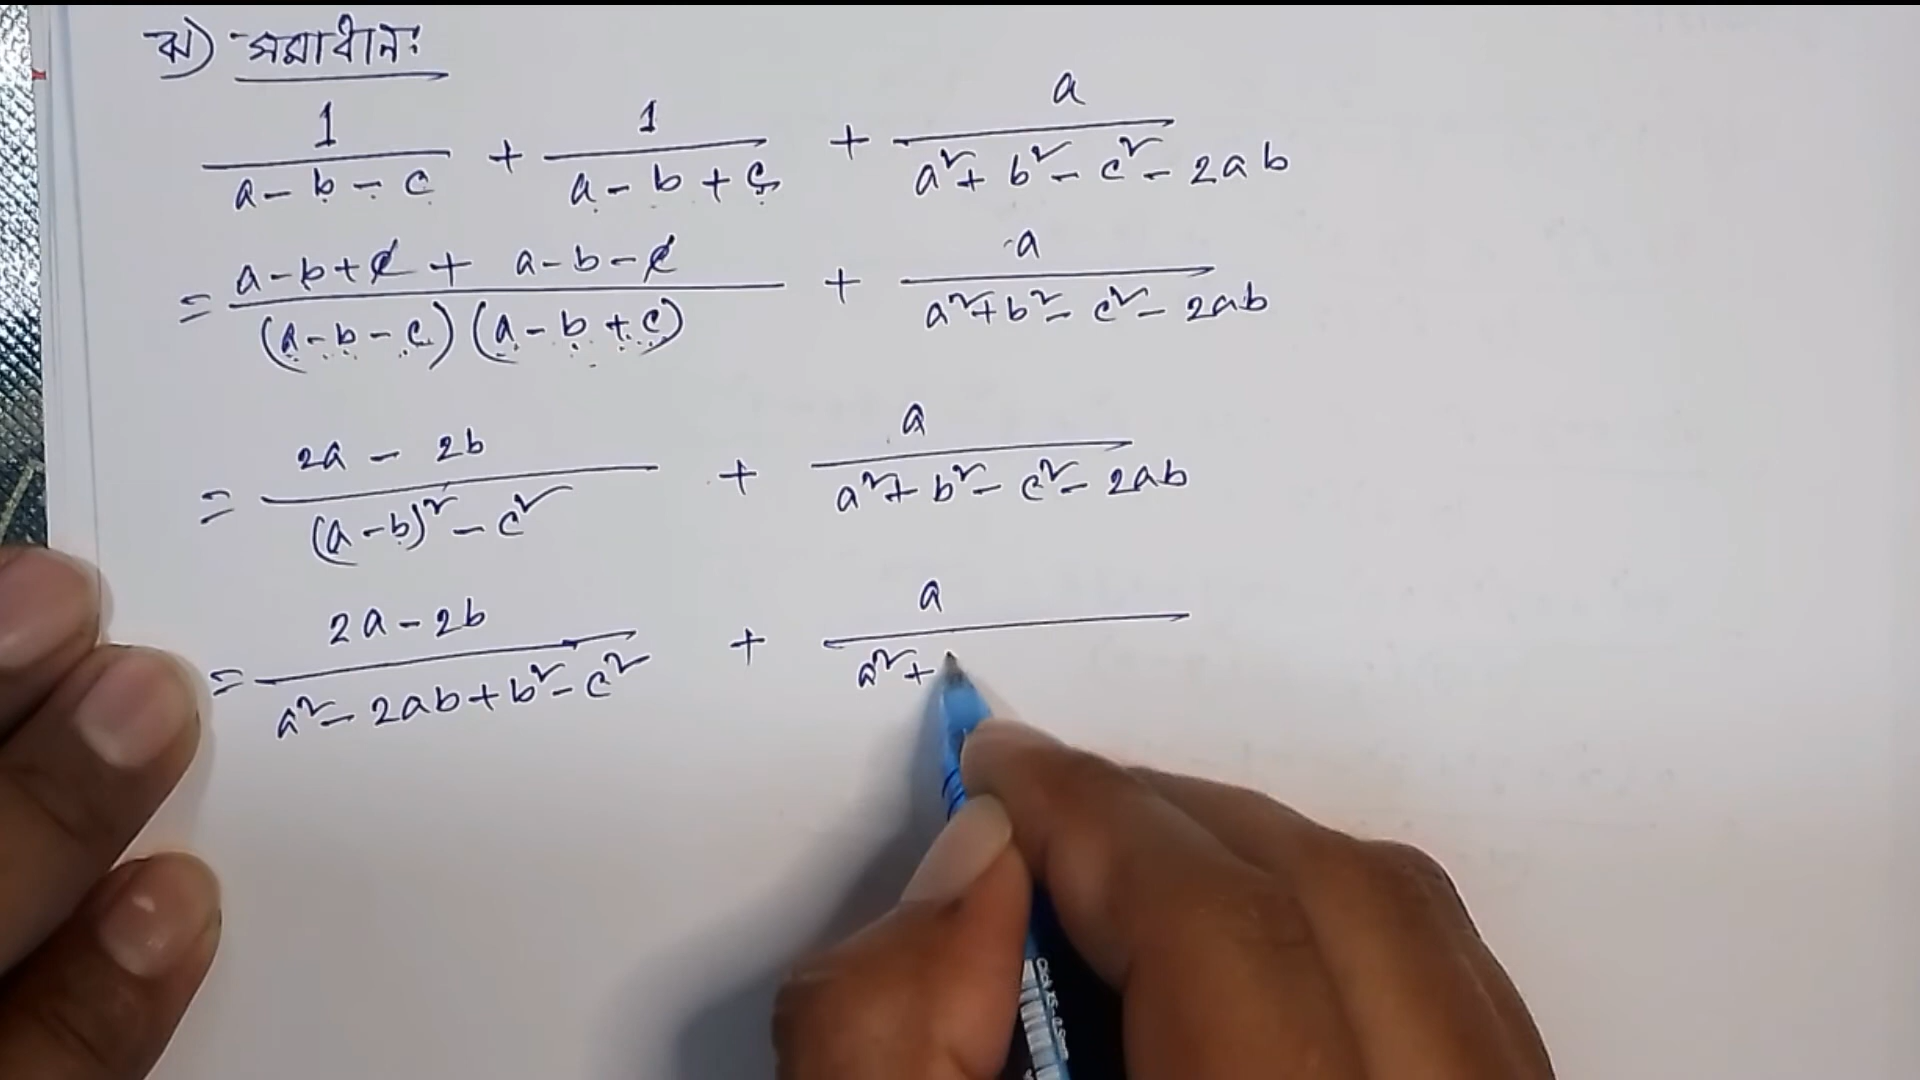 ঝ) সমাধানঃ
1/(a-b-c) + 1/(a-b+c) + a/(a²+b²-c²-2ab)
= (a-b+c + a-b-c)/((a-b-c)(a-b+c)) + a/(a²+b²-c²-2ab)
= (2a-2b)/((a-b)²-c²) + a/(a²+b²-c²-2ab)
= (2a-2b)/(a²-2ab+b²-c²) + a/(a²+